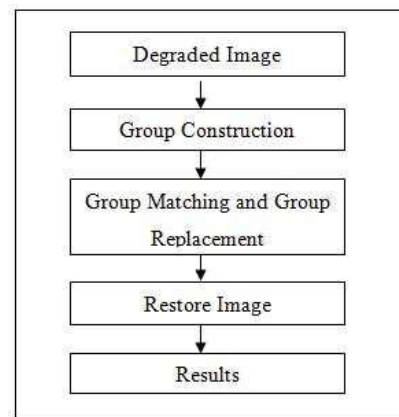 Degraded Image
Group Construction
Group Matching and Group
Replacement
Restore Image
Results